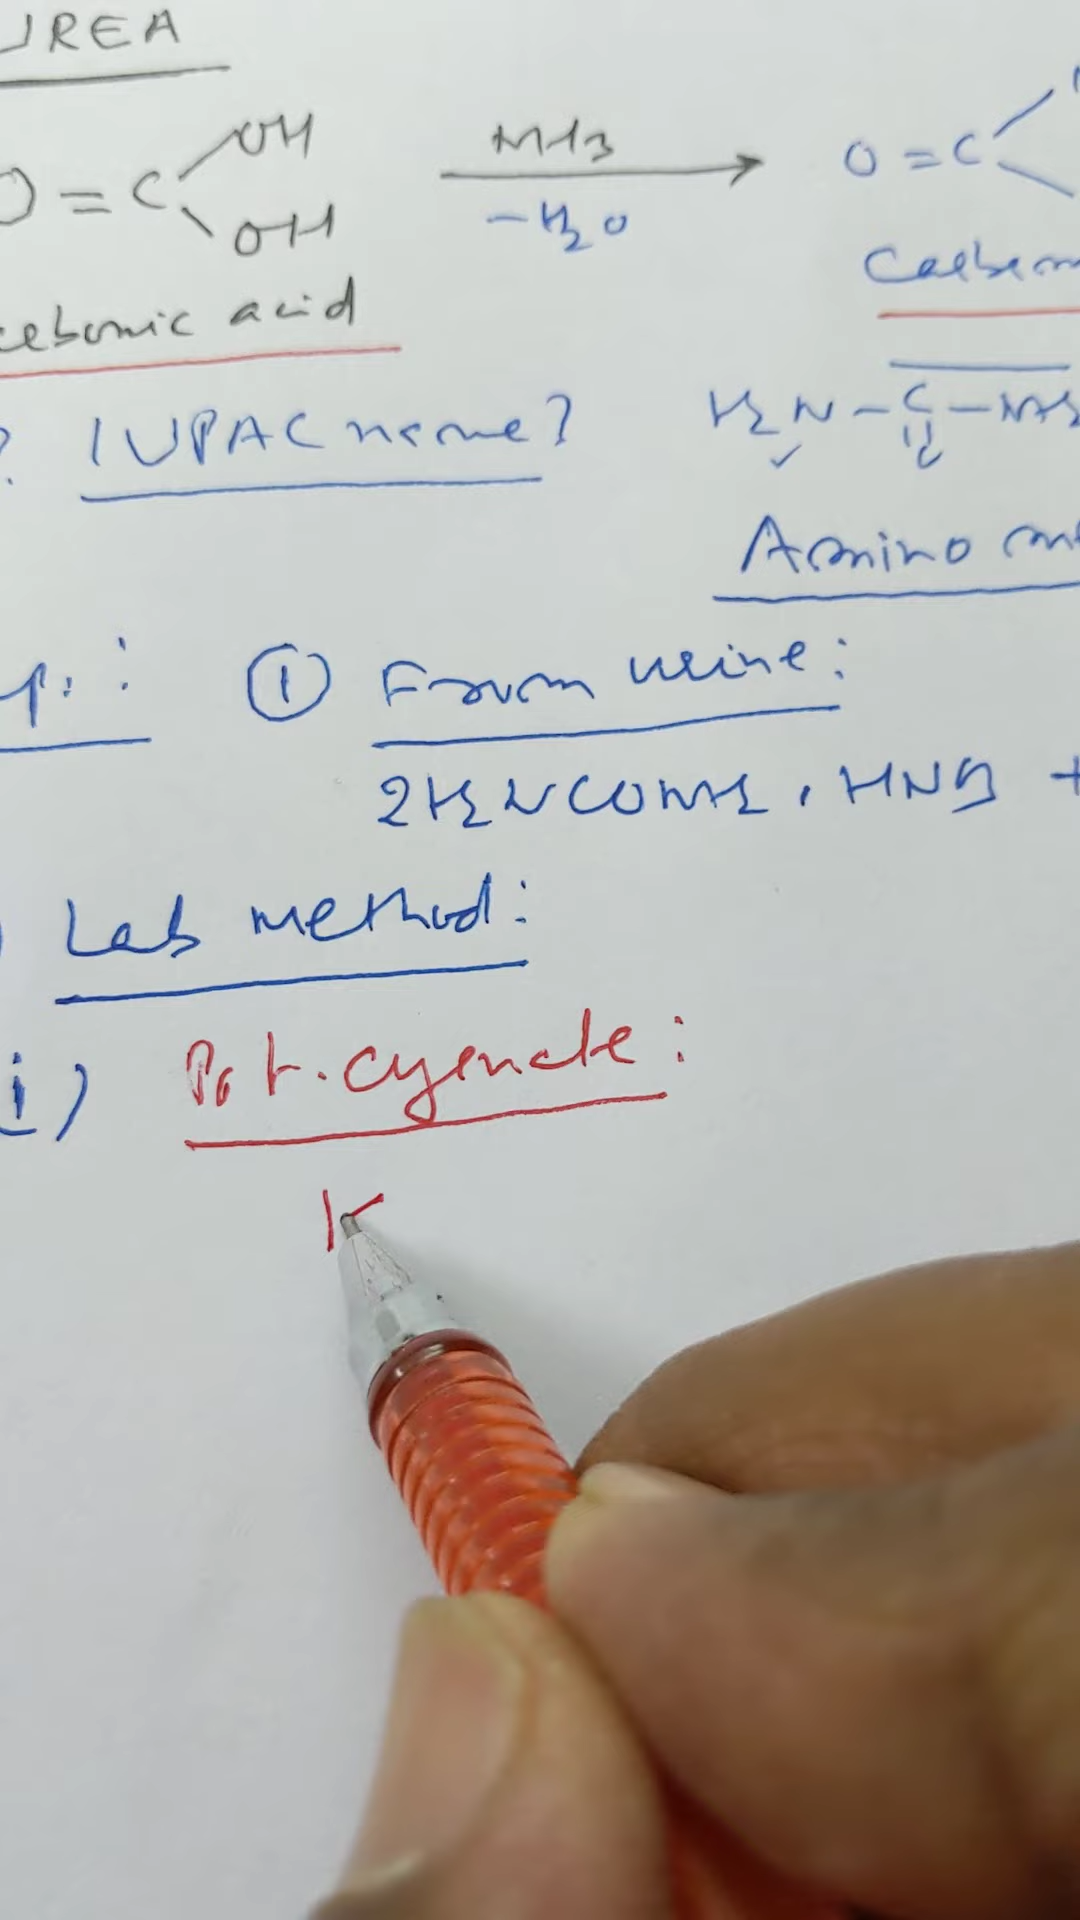 UREA
O = C OH OH NH3 -H2O O = C
cabonic acid
? IUPAC name? H2N - C - NH2
O
Amino
p. : ① From urine :
2H2NCONH2 . HNO3 +
Lab method :
i) Pot. cyanate :
K